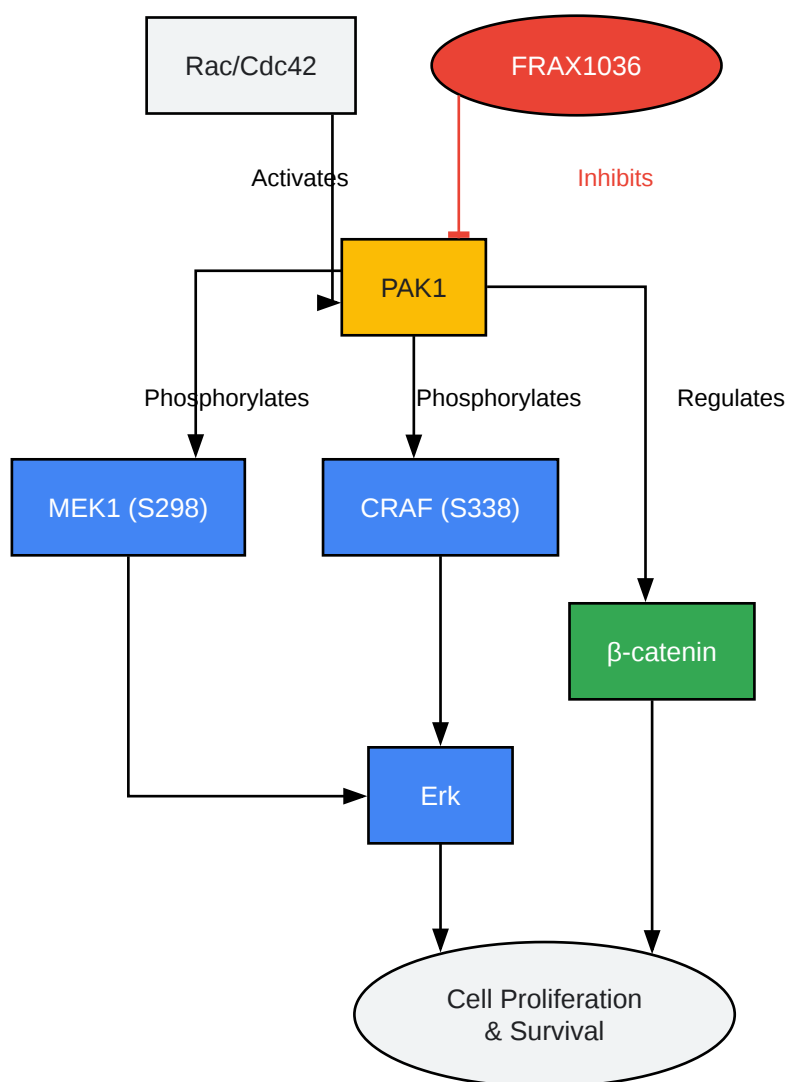 Rac/Cdc42
FRAX1036
Activates
Inhibits
PAK1
Phosphorylates
Phosphorylates
Regulates
MEK1 (S298)
CRAF (S338)
β-catenin
Erk
Cell Proliferation
& Survival